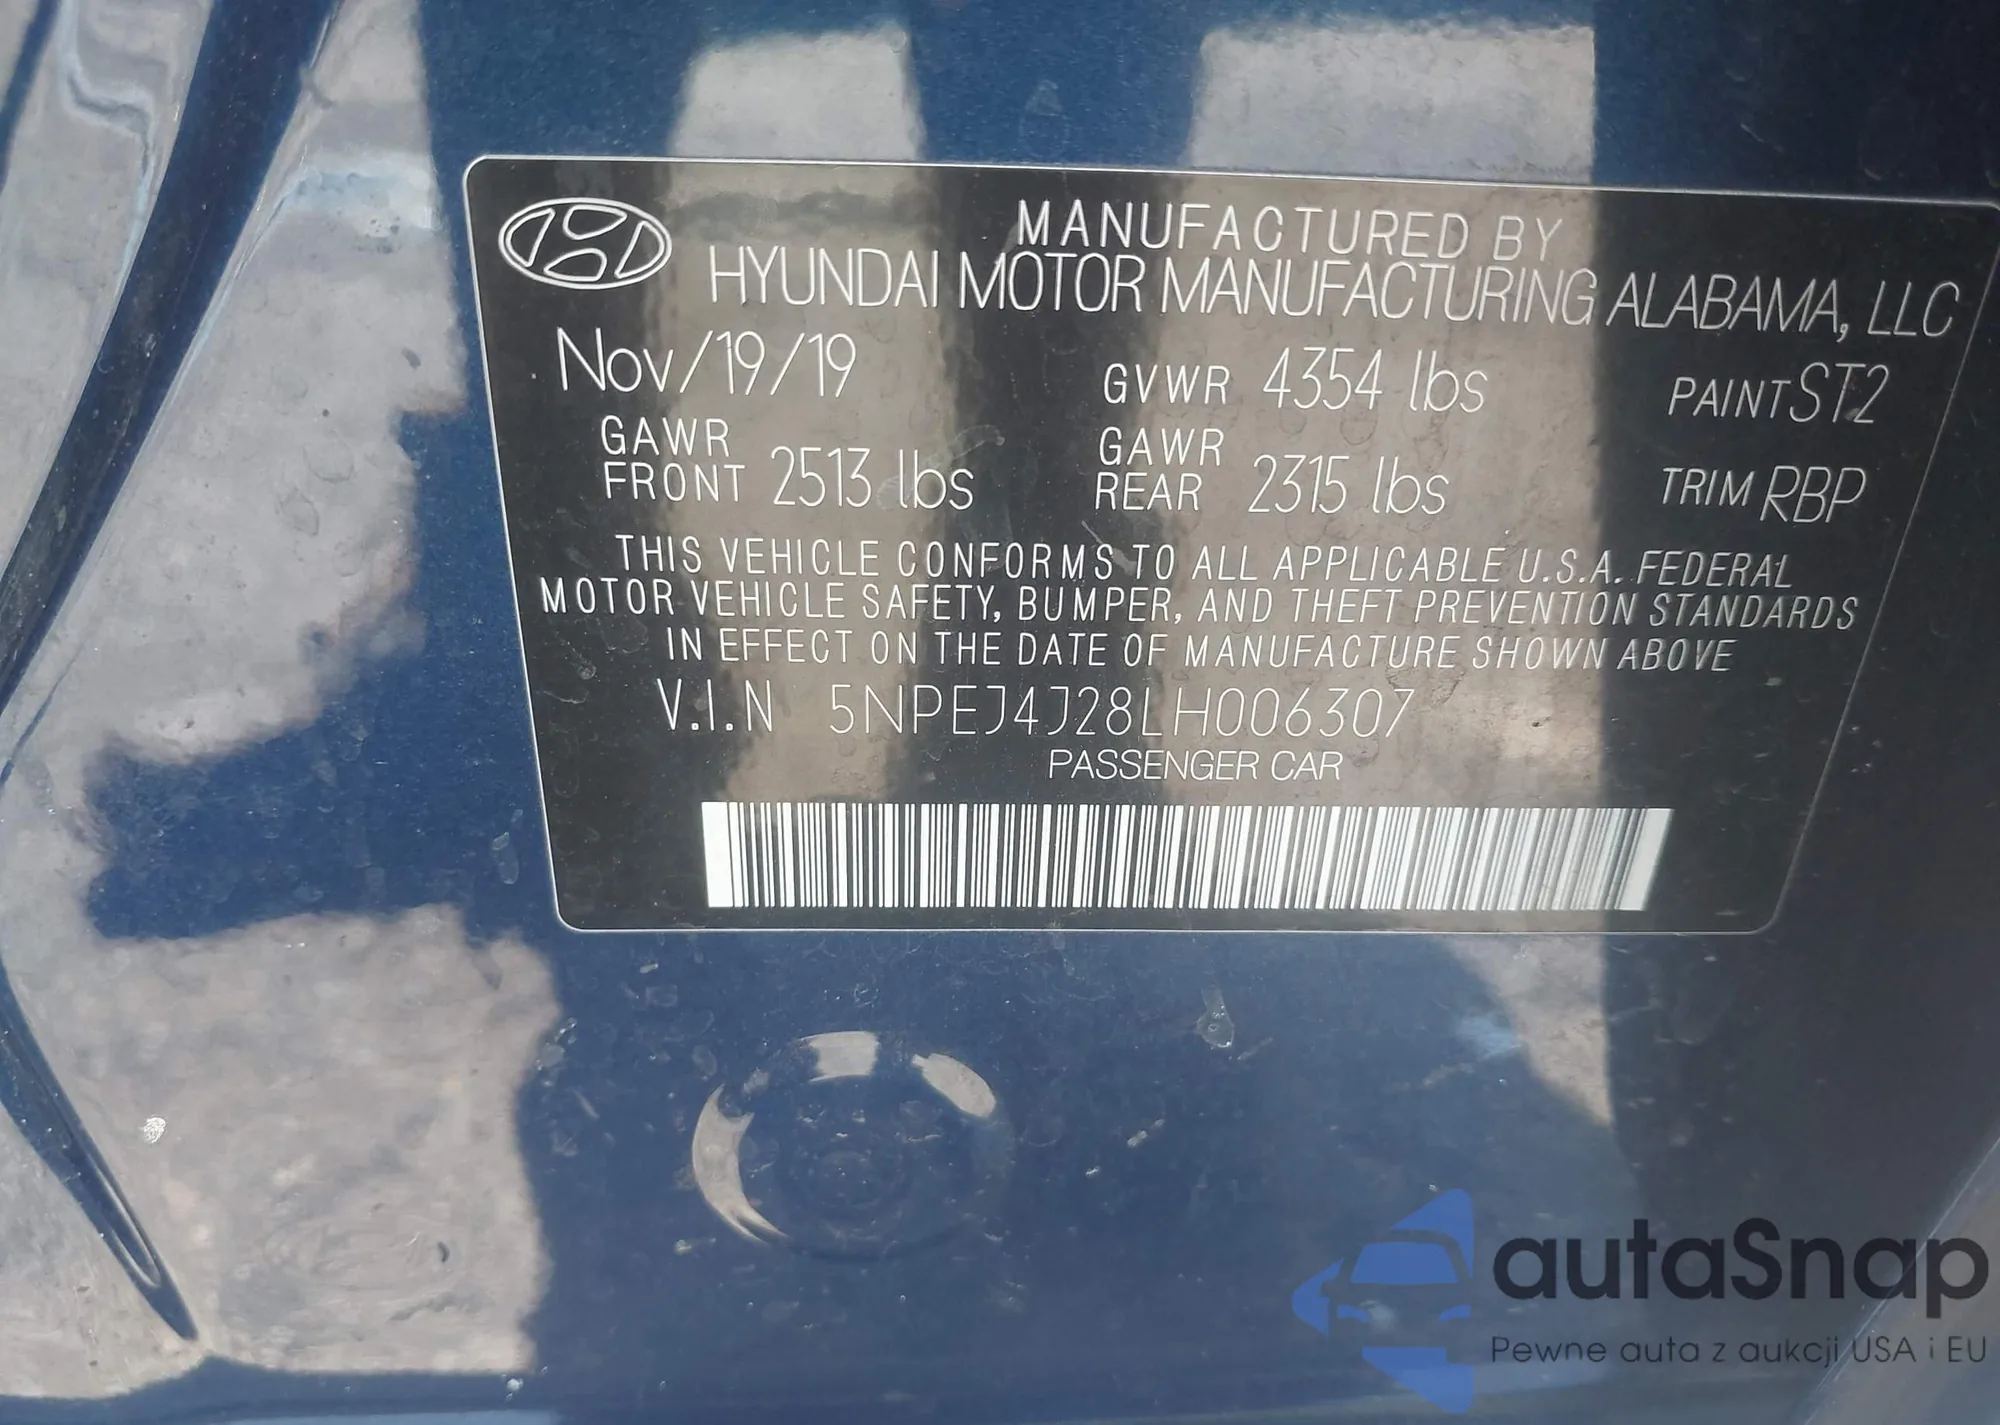 MANUFACTURED BY
HYUNDAI MOTOR MANUFACTURING ALABAMA, LLC
Nov/19/19 GVWR 4354 lbs PAINT ST2
GAWR FRONT 2513 lbs GAWR REAR 2315 lbs TRIM RBP
THIS VEHICLE CONFORMS TO ALL APPLICABLE U.S.A. FEDERAL
MOTOR VEHICLE SAFETY, BUMPER, AND THEFT PREVENTION STANDARDS
IN EFFECT ON THE DATE OF MANUFACTURE SHOWN ABOVE
V.I.N 5NPEJ4J28LH006307
PASSENGER CAR
autaSnap
Pewne auta z aukcji USA i EU